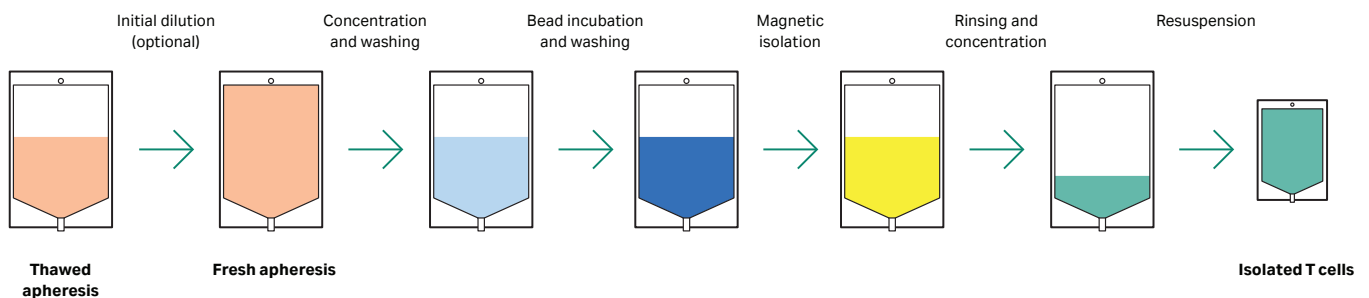 Initial dilution
(optional)
Concentration
and washing
Bead incubation
and washing
Magnetic
isolation
Rinsing and
concentration
Resuspension
Thawed
apheresis
Fresh apheresis
Isolated T cells